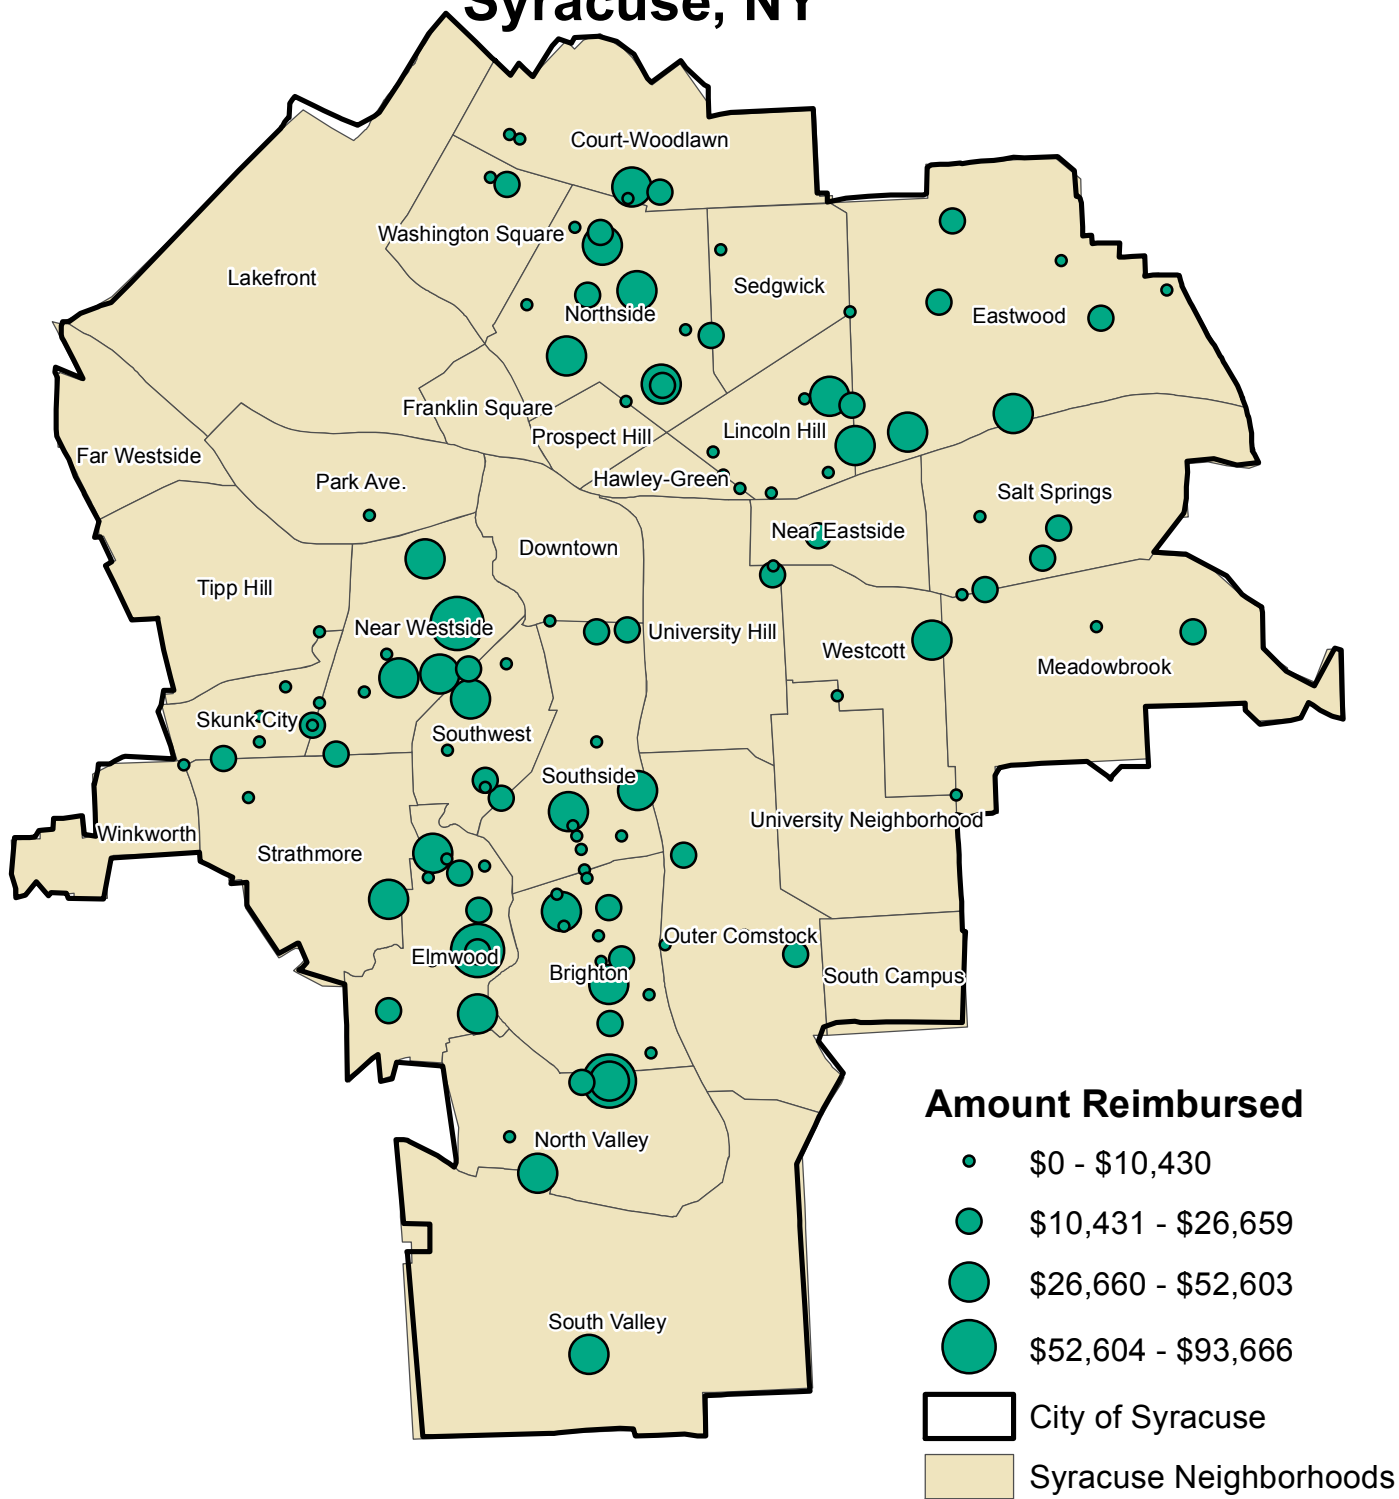 Syracuse, NY
Court-Woodlawn
Washington Square
Lakefront
Sedgwick
Northside
Eastwood
Franklin Square
Prospect Hill
Lincoln Hill
Far Westside
Park Ave.
Hawley-Green
Salt Springs
Near Eastside
Downtown
Tipp Hill
Near Westside
University Hill
Westcott
Meadowbrook
Skunk City
Southwest
Southside
University Neighborhood
Winkworth
Strathmore
Outer Comstock
Elmwood
Brighton
South Campus
North Valley
South Valley
Amount Reimbursed
$0 - $10,430
$10,431 - $26,659
$26,660 - $52,603
$52,604 - $93,666
City of Syracuse
Syracuse Neighborhoods